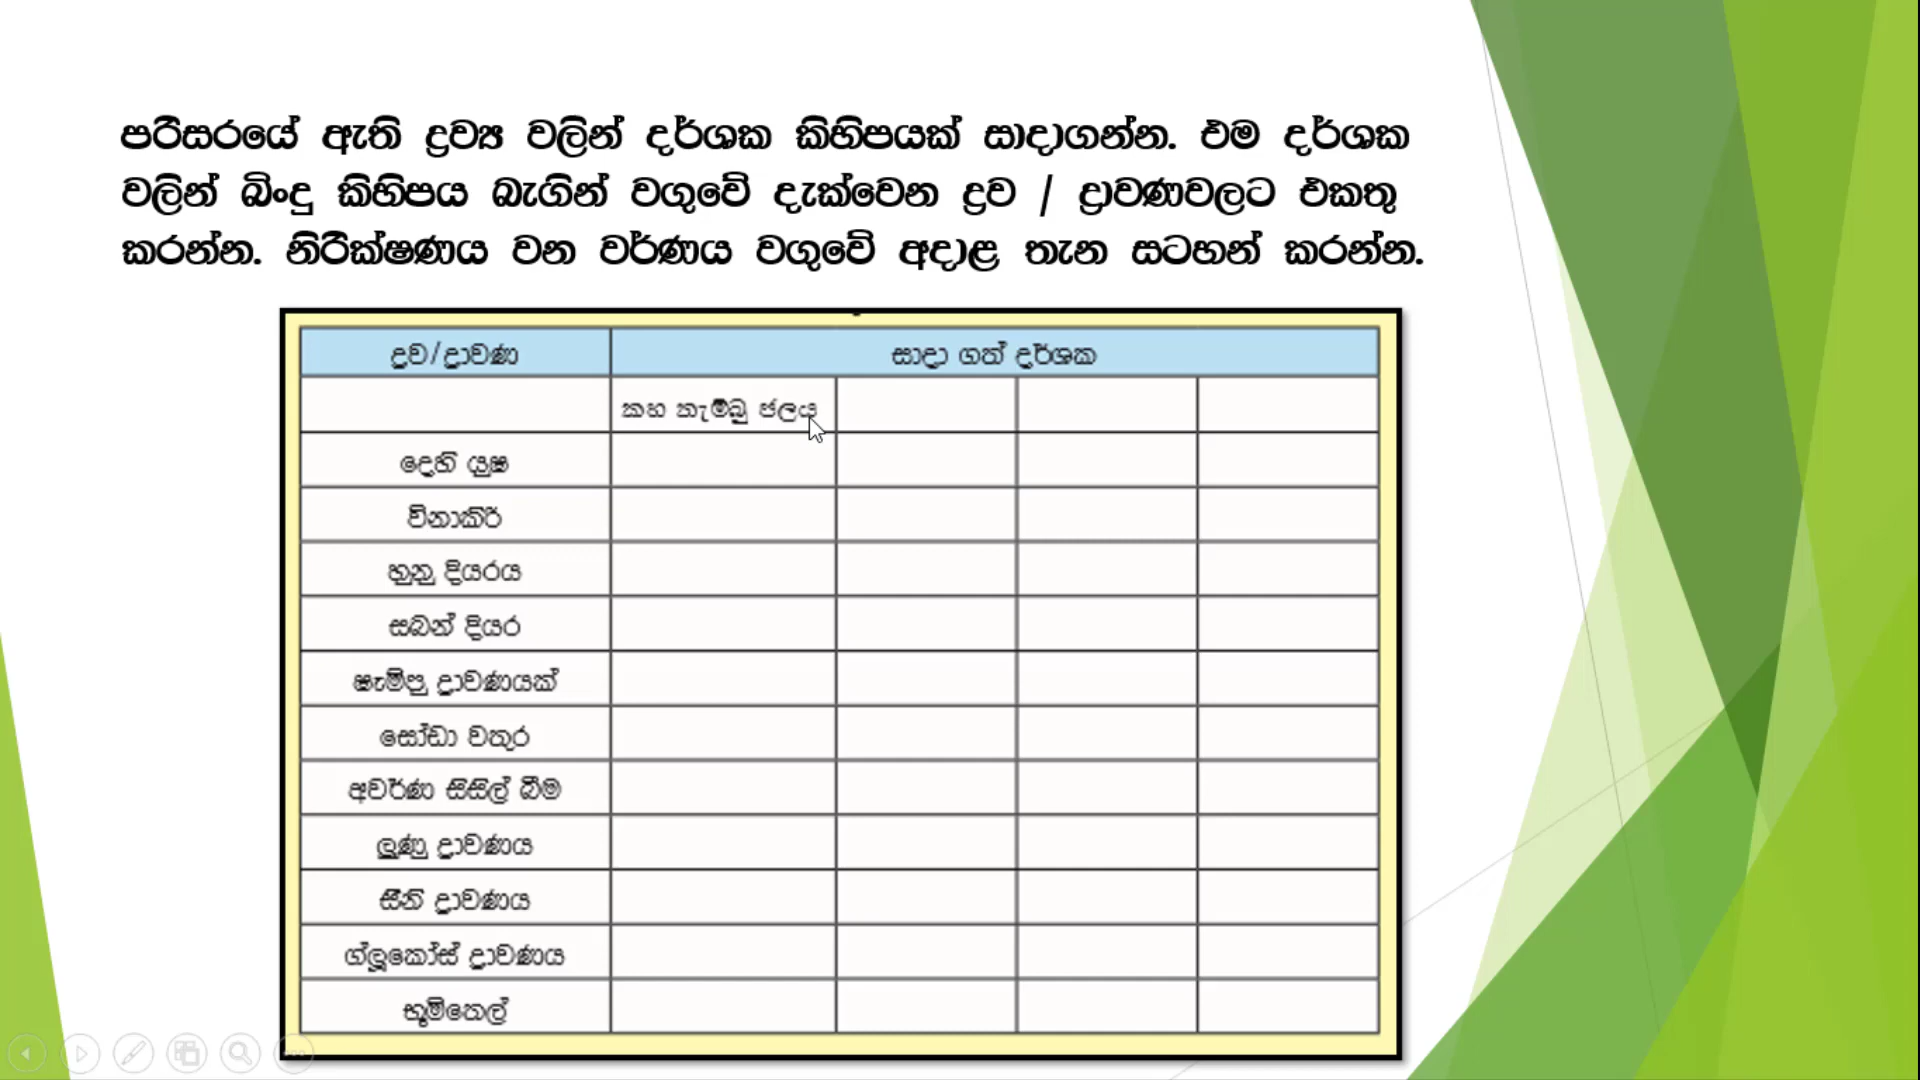 පරිසරයේ ඇති ද්‍රව්‍ය වලින් දර්ශක කිහිපයක් සාදාගන්න. එම දර්ශක
වලින් බිංදු කිහිපය බැගින් වගුවේ දැක්වෙන ද්‍රව / ද්‍රාවණවලට එකතු
කරන්න. නිරීක්ෂණය වන වර්ණය වගුවේ අදාළ තැන සටහන් කරන්න.
ද්‍රව/ද්‍රාවණ	සාදා ගත් දර්ශක
කහ තැම්බු ජලය
දෙහි යුෂ
විනාකිරි
හුනු දියරය
සබන් දියර
ෂැම්පු ද්‍රාවණයක්
සෝඩා වතුර
අවර්ණ සිසිල් බීම
ලුණු ද්‍රාවණය
සීනි ද්‍රාවණය
ග්ලූකෝස් ද්‍රාවණය
භූමිතෙල්